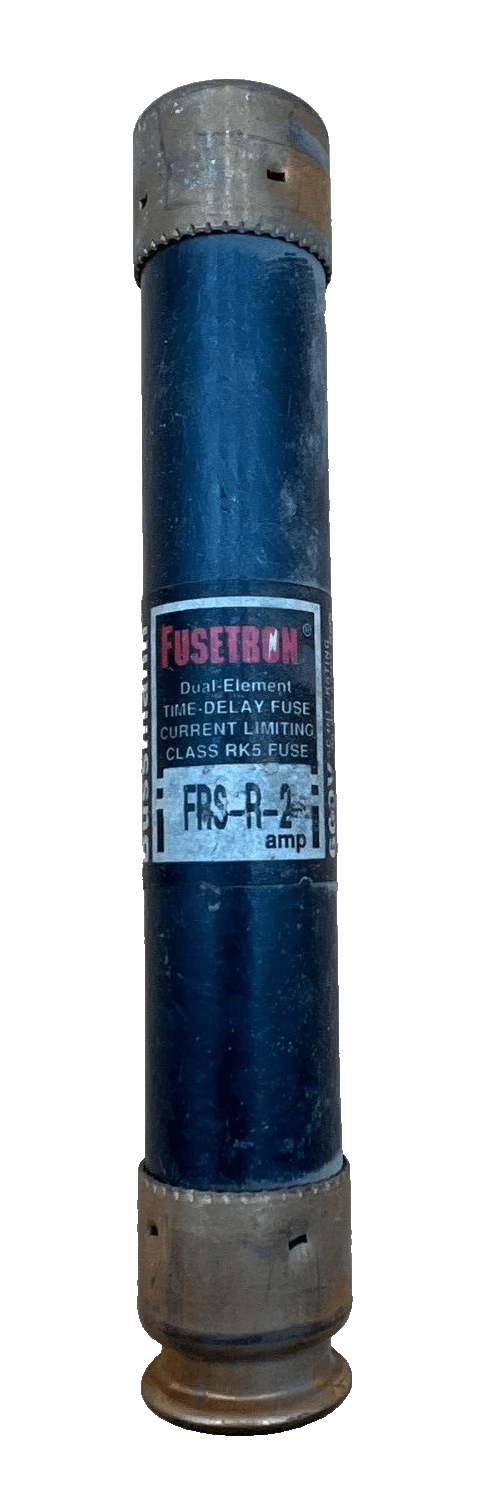 FUSETRON®
Dual-Element
TIME-DELAY FUSE
CURRENT LIMITING
CLASS RK5 FUSE
FRS-R-2
amp